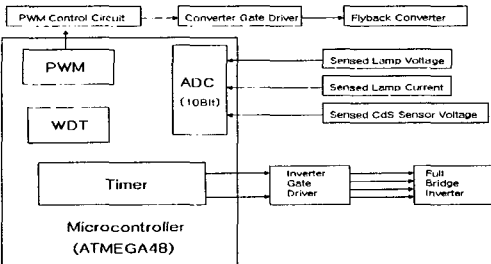 PWM Control Circuit
Converter Gate Driver
Flyback Converter
PWM
ADC
(10Bit)
Sensed Lamp Voltage
Sensed Lamp Current
Sensed CdS Sensor Voltage
WDT
Timer
Inverter
Gate
Driver
Full
Bridge
Inverter
Microcontroller
(ATMEGA48)